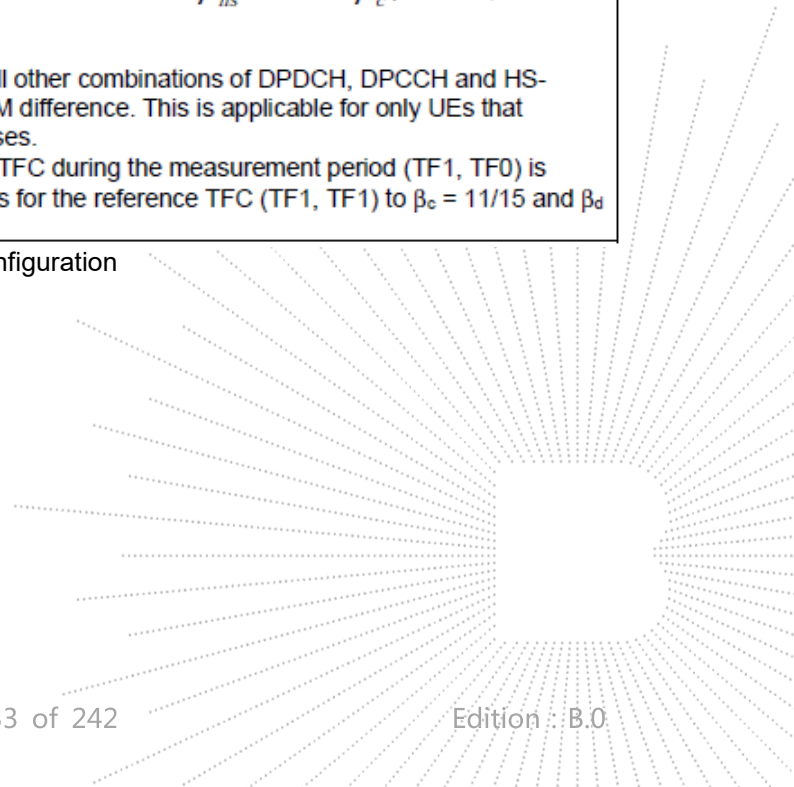 ll other combinations of DPDCH, DPCCH and HS-
M difference. This is applicable for only UEs that
ses.
TFC during the measurement period (TF1, TF0) is
s for the reference TFC (TF1, TF1) to βc = 11/15 and βd
nfiguration
3 of 242
Edition : B.0